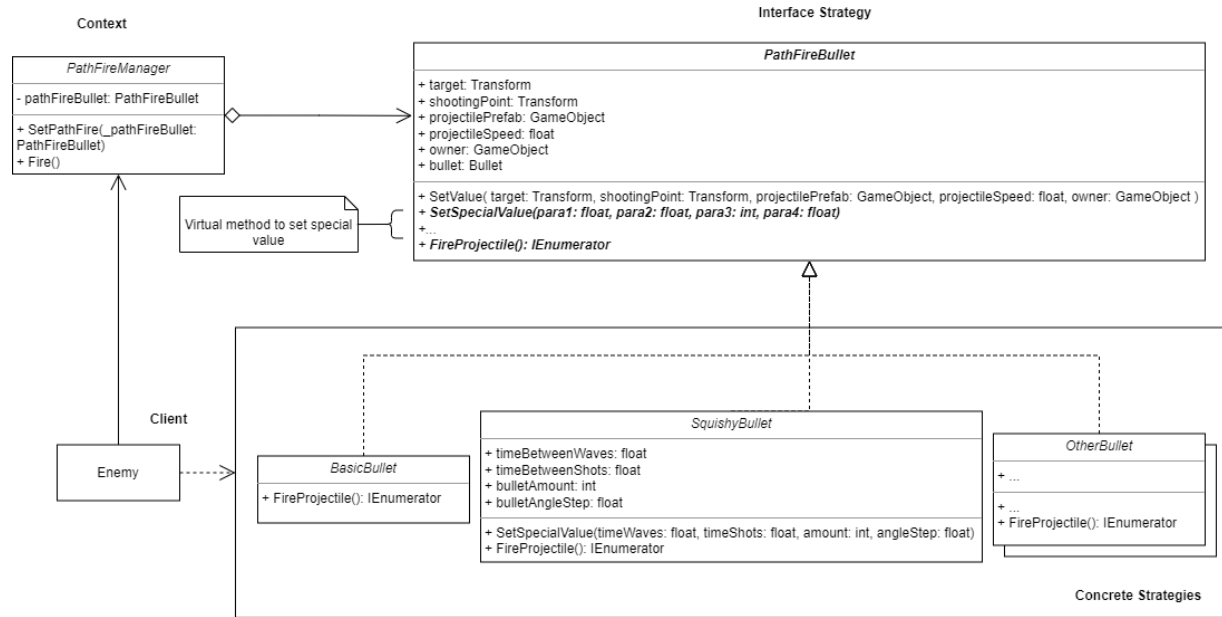 Context
Interface Strategy
PathFireManager
- pathFireBullet: PathFireBullet
+ SetPathFire(_pathFireBullet:
PathFireBullet)
+ Fire()
PathFireBullet
+ target: Transform
+ shootingPoint: Transform
+ projectilePrefab: GameObject
+ projectileSpeed: float
+ owner: GameObject
+ bullet: Bullet
+ SetValue( target: Transform, shootingPoint: Transform, projectilePrefab: GameObject, projectileSpeed: float, owner: GameObject )
+ SetSpecialValue(para1: float, para2: float, para3: int, para4: float)
+...
+ FireProjectile(): IEnumerator
Virtual method to set special
value
Client
Enemy
BasicBullet
+ FireProjectile(): IEnumerator
SquishyBullet
+ timeBetweenWaves: float
+ timeBetweenShots: float
+ bulletAmount: int
+ bulletAngleStep: float
+ SetSpecialValue(timeWaves: float, timeShots: float, amount: int, angleStep: float)
+ FireProjectile(): IEnumerator
OtherBullet
+ ...
+ ...
+ FireProjectile(): IEnumerator
Concrete Strategies